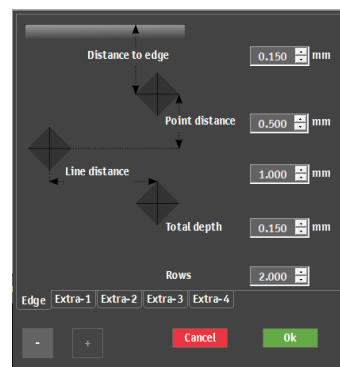 Distance to edge 0.150 mm
Point distance 0.500 mm
Line distance 1.000 mm
Total depth 0.150 mm
Rows 2.000
Edge Extra-1 Extra-2 Extra-3 Extra-4
- + Cancel Ok